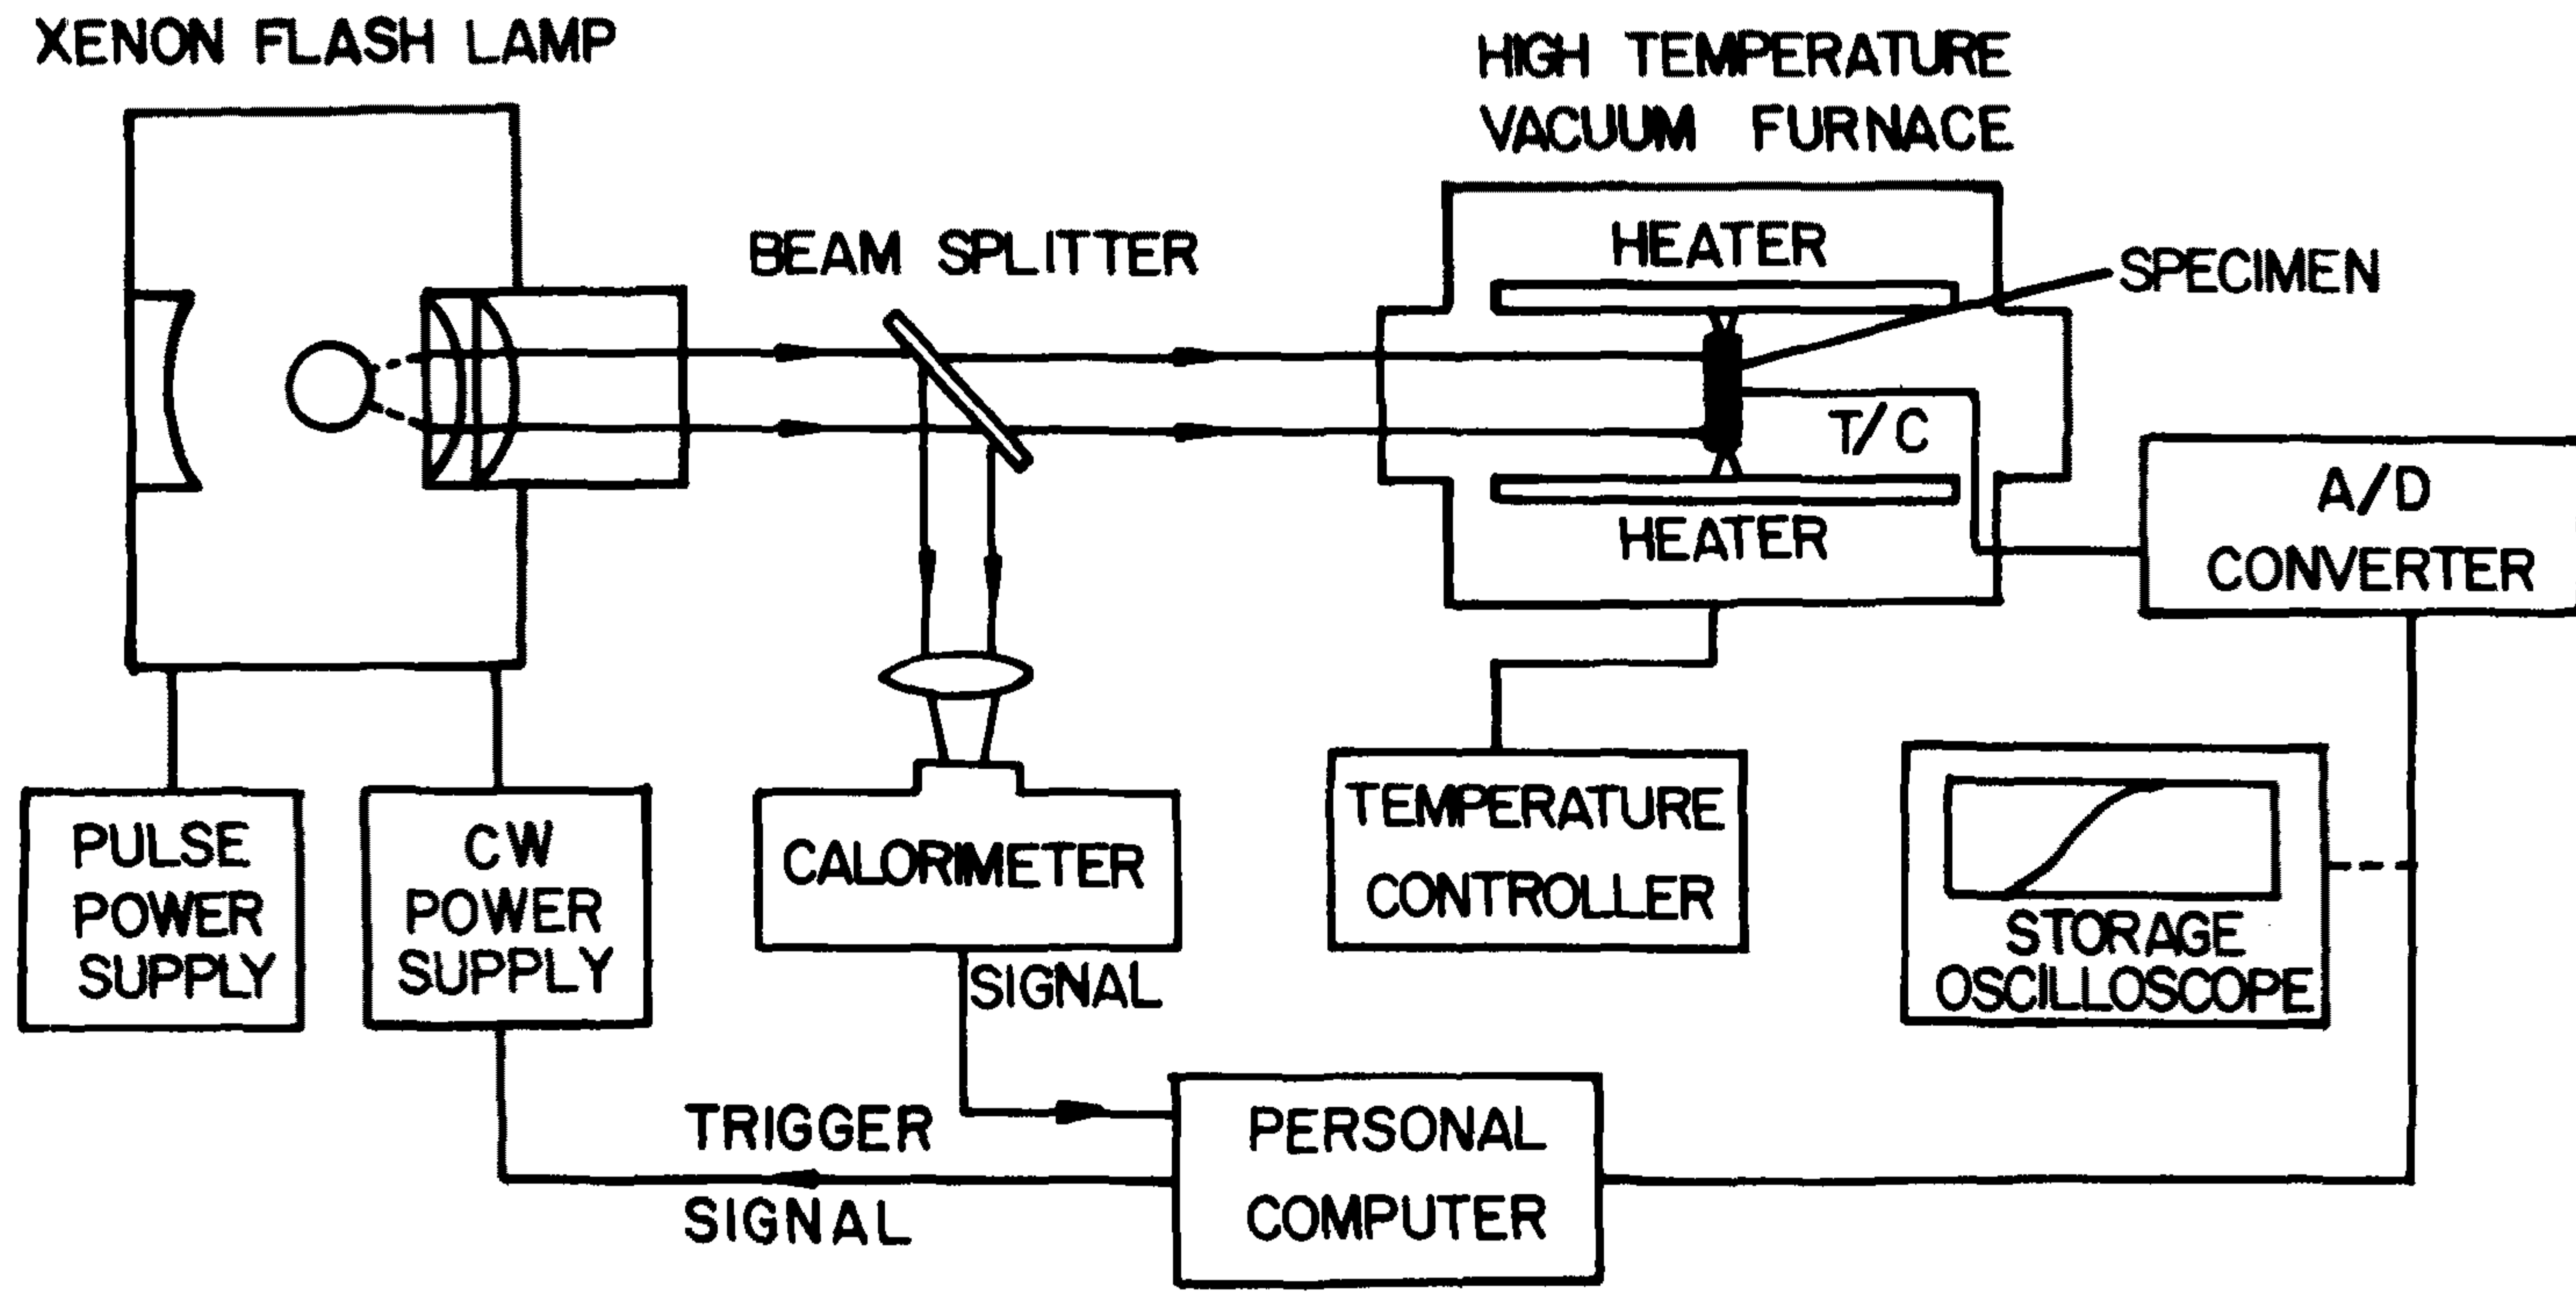 XENON FLASH LAMP
HIGH TEMPERATURE
VACUUM FURNACE
BEAM SPLITTER
HEATER
SPECIMEN
T/C
HEATER
A/D
CONVERTER
PULSE
POWER
SUPPLY
CW
POWER
SUPPLY
CALORIMETER
TEMPERATURE
CONTROLLER
STORAGE
OSCILLOSCOPE
SIGNAL
TRIGGER
SIGNAL
PERSONAL
COMPUTER